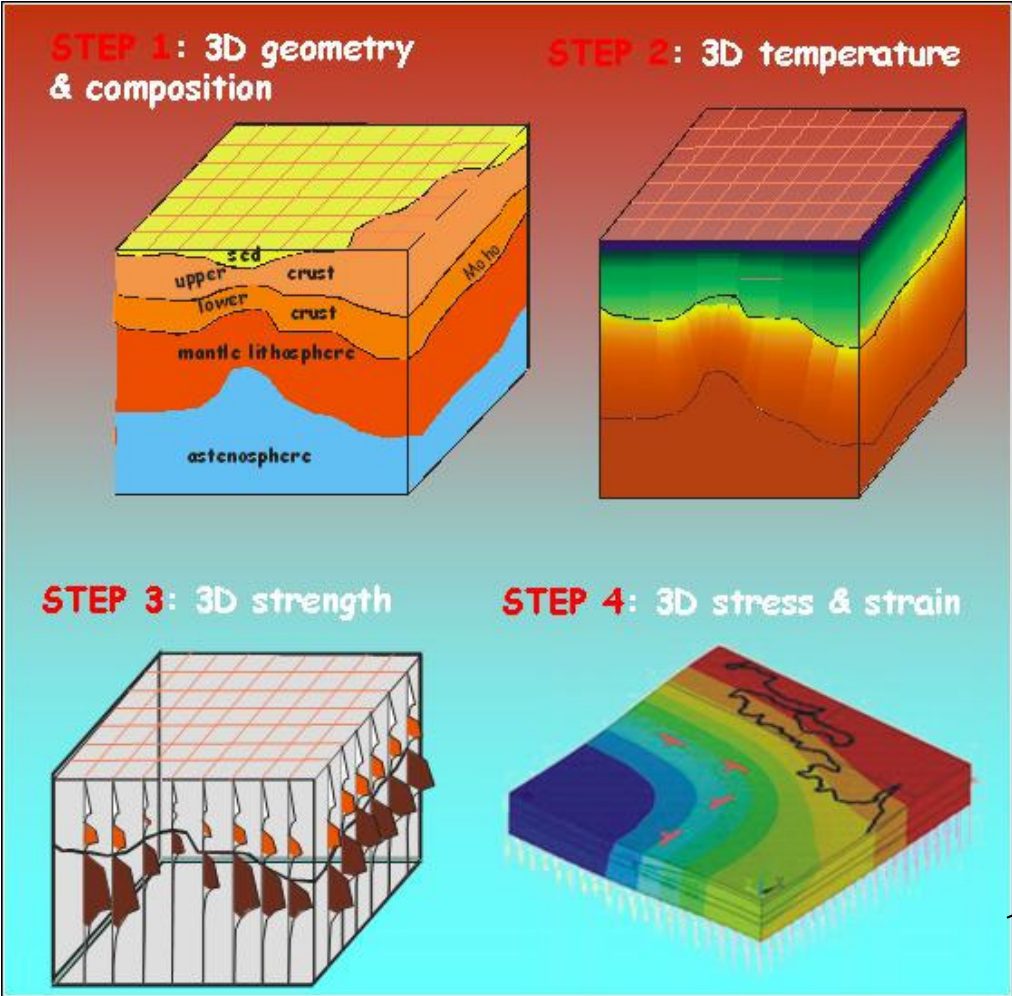 STEP 1: 3D geometry
& composition
STEP 2: 3D temperature
sed
upper crust
lower crust
Moho
mantle lithosphere
astenosphere
STEP 3: 3D strength
STEP 4: 3D stress & strain